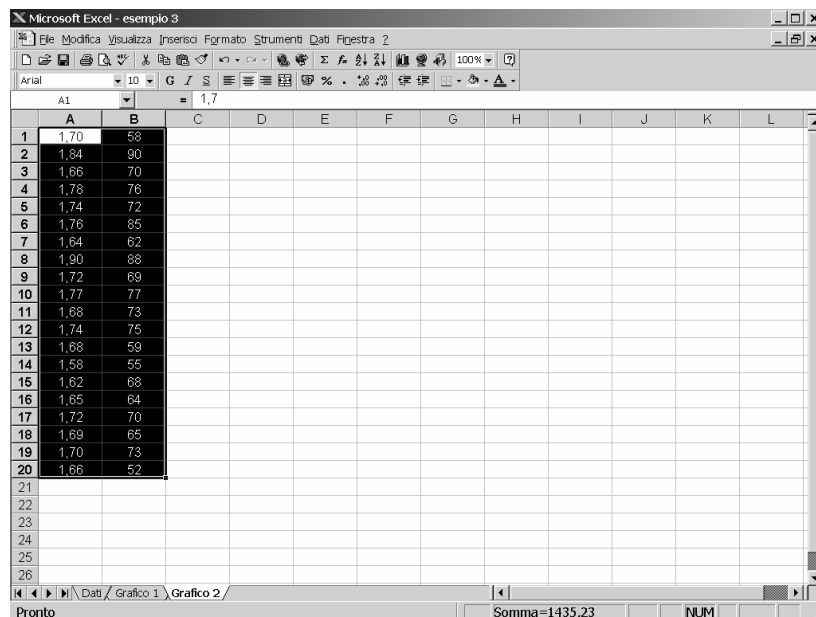 Microsoft Excel - esempio 3
File Modifica Visualizza Inserisci Formato Strumenti Dati Finestra ?
100%
Arial 10 G I S
A1 = 1,7
A B C D E F G H I J K L
1 1,70 58
2 1,84 90
3 1,66 70
4 1,78 76
5 1,74 72
6 1,76 85
7 1,64 62
8 1,90 88
9 1,72 69
10 1,77 77
11 1,68 73
12 1,74 75
13 1,68 59
14 1,58 55
15 1,62 68
16 1,65 64
17 1,72 70
18 1,69 65
19 1,70 73
20 1,66 52
21
22
23
24
25
26
Dati Grafico 1 Grafico 2
Pronto Somma=1435,23 NUM